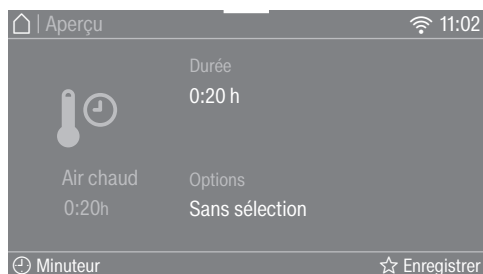 | Aperçu
11:02
Durée
0:20 h
Air chaud
0:20h
Options
Sans sélection
Minuteur
Enregistrer